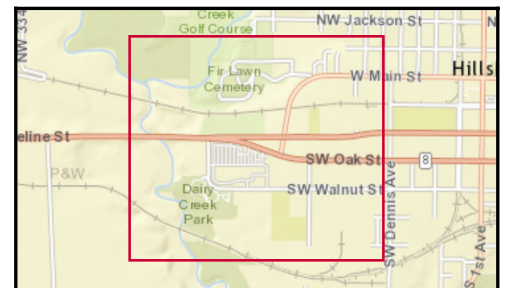 Creek
Golf Course
NW Jackson St
N
NW 334
Fir Lawn
Cemetery
W Main St
Hills
eline St
SW Oak St
8
P&W
Dairy
Creek
Park
SW Walnut St
SW Dennis Ave
S 1st Ave